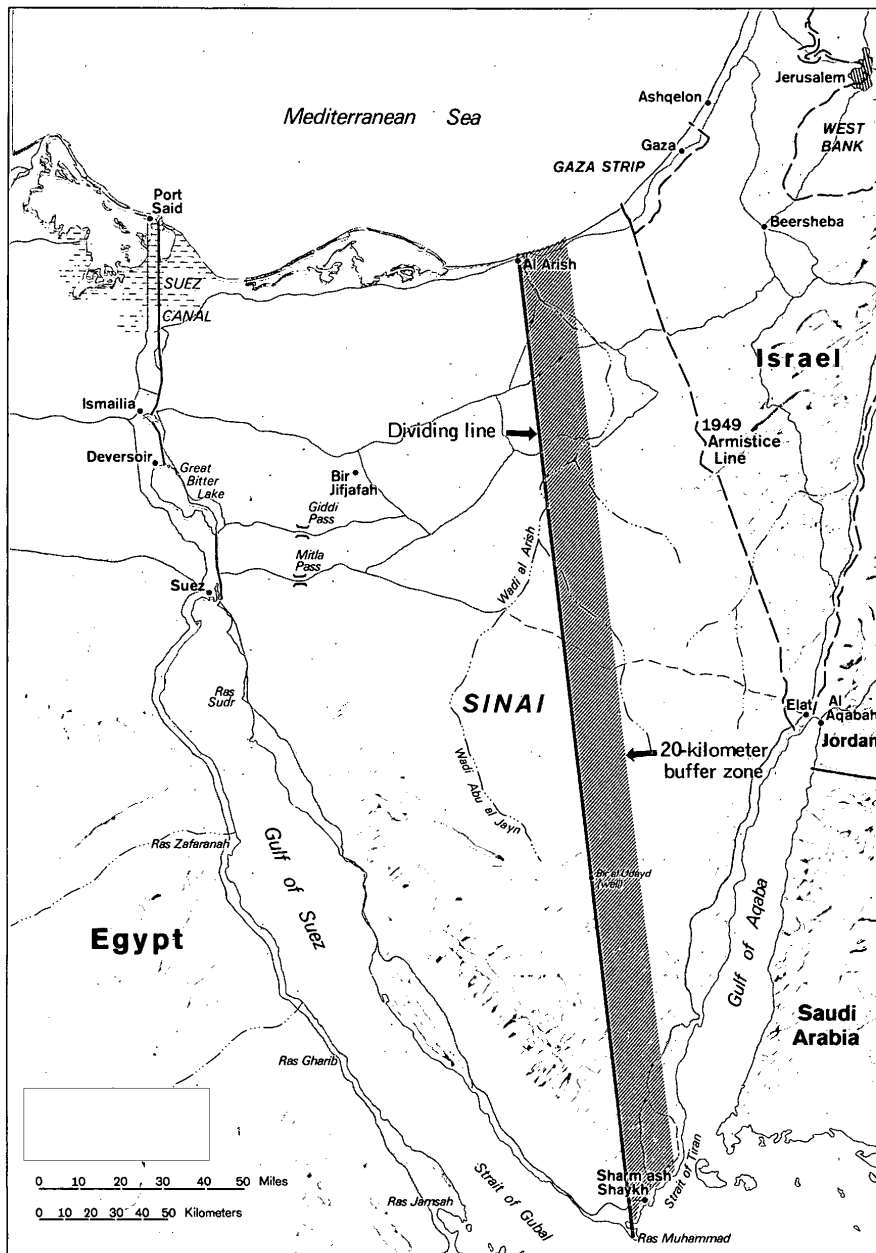 Jerusalem
Ashqelon
Mediterranean Sea
WEST
BANK
Gaza
GAZA STRIP
Port
Said
Beersheba
Al Arish
SUEZ
CANAL
Israel
Ismailia
1949
Armistice
Line
Dividing line
Deversoir
Great
Bitter
Lake
Bir
Jifjafah
Giddi
Pass
Mitla
Pass
Wadi al Arish
Suez
Ras
Sudr
SINAI
Elat
Al
Aqabah
Jordan
20-kilometer
buffer zone
Wadi Abu al Jayn
Ras Zafaranah
Gulf of Suez
Bir al Udayd
(well)
Gulf of Aqaba
Egypt
Saudi
Arabia
Ras Gharib
Strait of Tiran
Sharm ash
Shaykh
0 10 20 30 40 50 Miles
0 10 20 30 40 50 Kilometers
Ras Jamsah
Strait of Gubal
Ras Muhammad